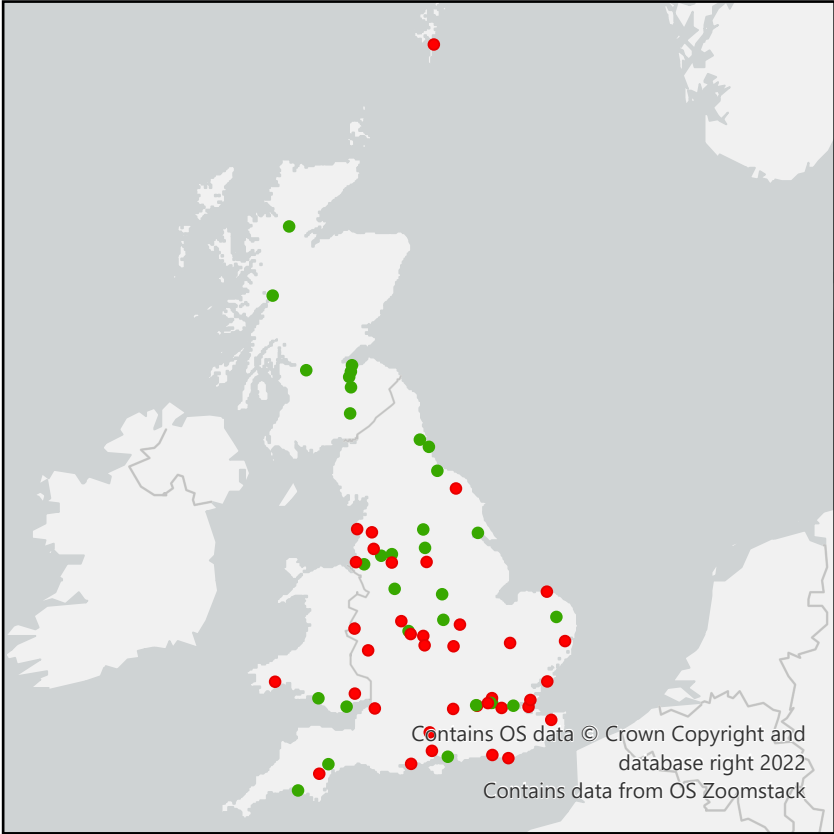 Contains OS data © Crown Copyright and
database right 2022
Contains data from OS Zoomstack